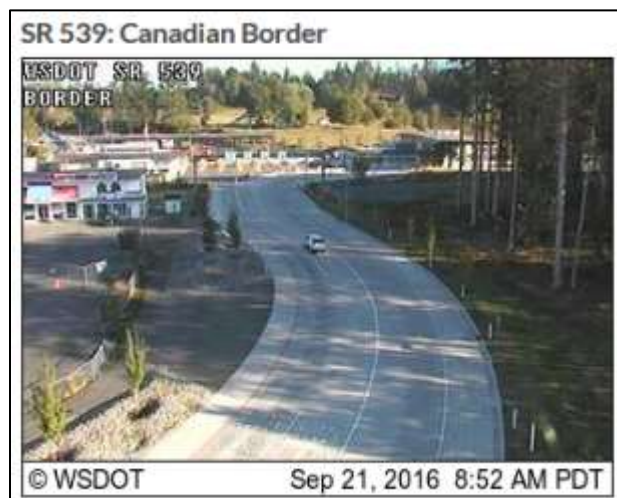 SR 539: Canadian Border
WSDOT SR 539
BORDER
© WSDOT Sep 21, 2016 8:52 AM PDT